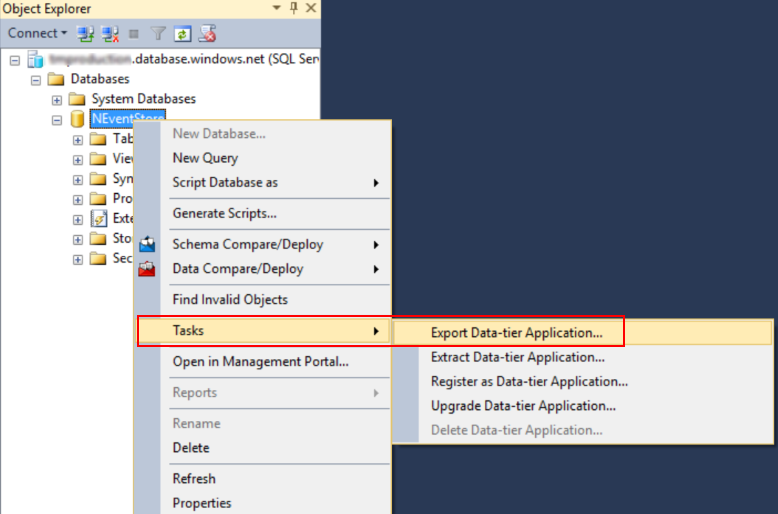 Object Explorer
Connect
.database.windows.net (SQL Ser
Databases
System Databases
NEventStore
Tab
View
Syn
Pro
Exte
Sto
Sec
New Database...
New Query
Script Database as
Generate Scripts...
Schema Compare/Deploy
Data Compare/Deploy
Find Invalid Objects
Tasks
Open in Management Portal...
Reports
Rename
Delete
Refresh
Properties
Export Data-tier Application...
Extract Data-tier Application...
Register as Data-tier Application...
Upgrade Data-tier Application...
Delete Data-tier Application...